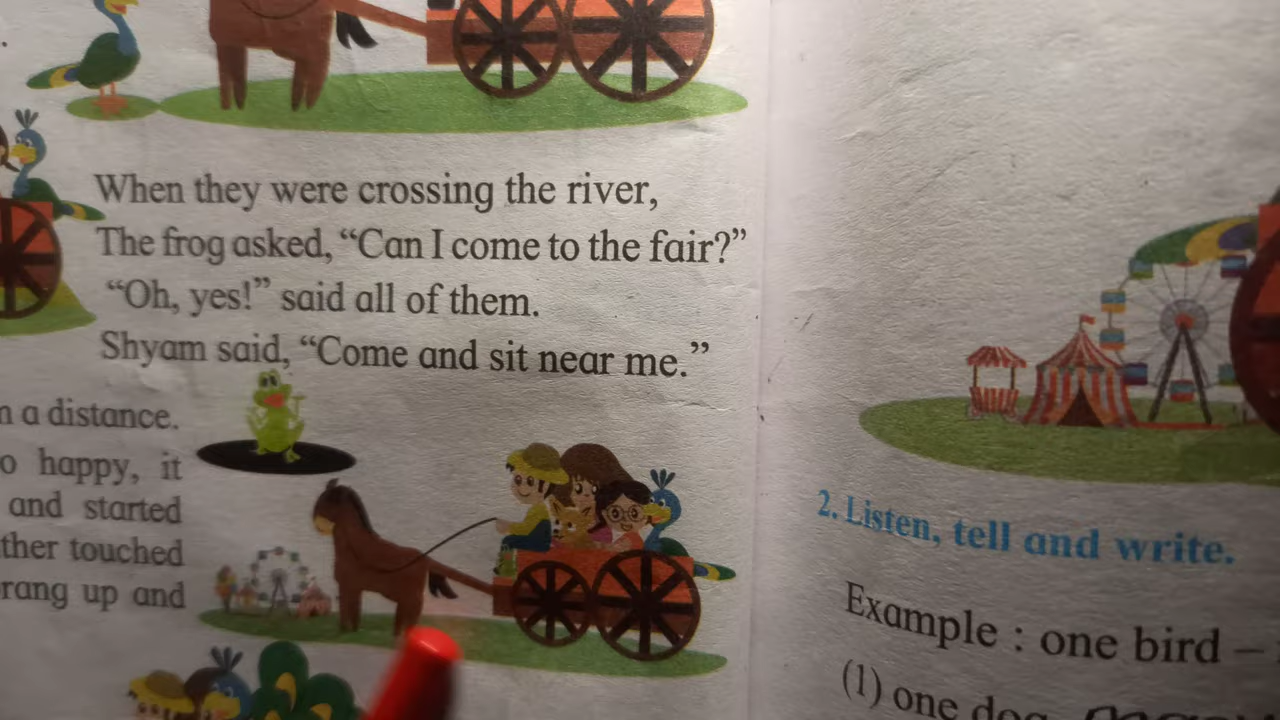 When they were crossing the river,
The frog asked, “Can I come to the fair?”
“Oh, yes!” said all of them.
Shyam said, “Come and sit near me.”
a distance.
happy, it
and started
touched
up and
2. Listen, tell and write.
Example : one bird –
(1) one dog